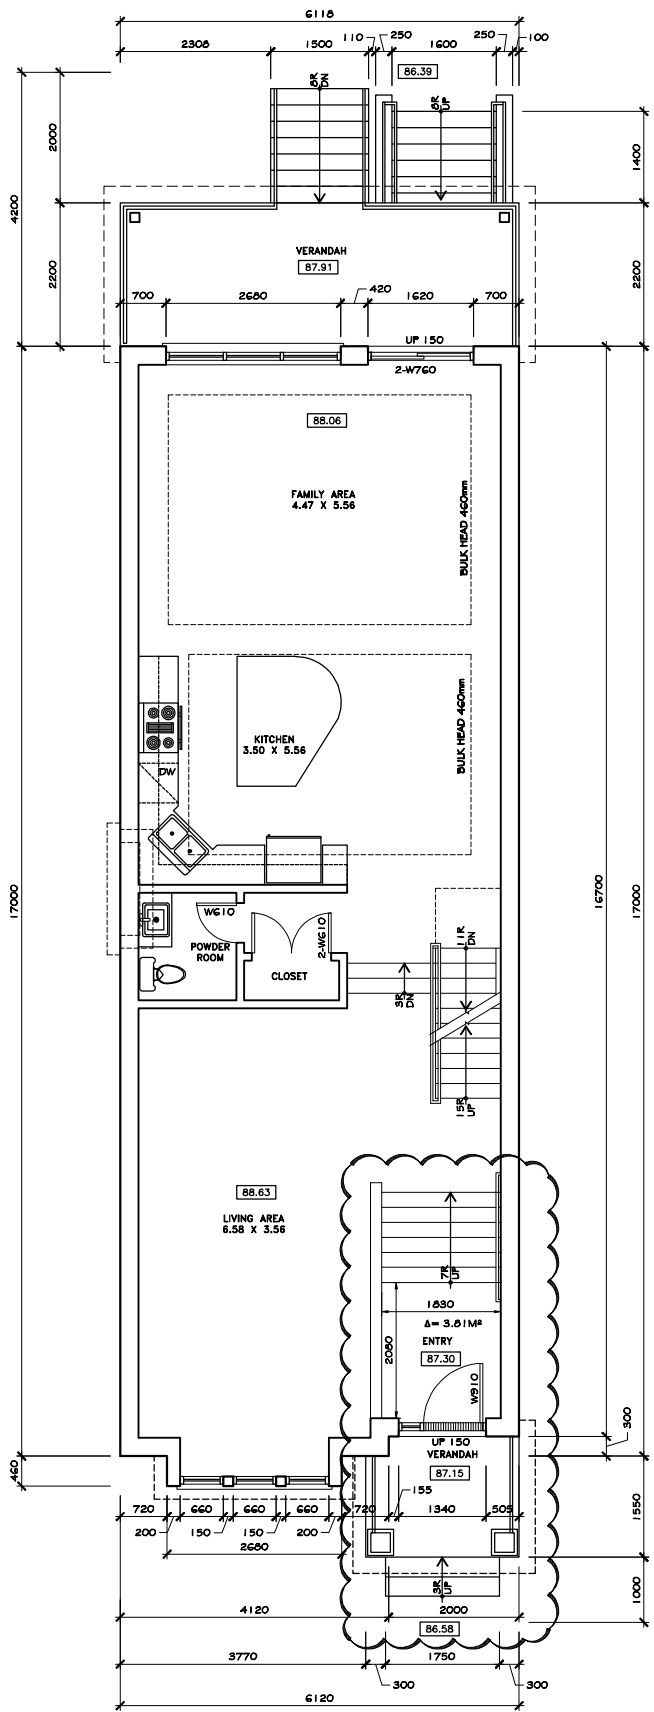 6118
2308 1500 110 250 1600 250 100
86.39
8R
DN
8R
UP
2000
1400
4200
2200
2200
VERANDAH
87.91
700 2680 420 1620 700
UP 150
2-W760
88.06
FAMILY AREA
4.47 X 5.56
BULK HEAD 460mm
KITCHEN
3.50 X 5.56
BULK HEAD 460mm
DW
17000
16700
17000
W610
POWDER
ROOM
2-W610
CLOSET
3R
DN
11R
DN
15R
UP
88.63
LIVING AREA
6.58 X 3.56
7R
UP
1830
Δ= 3.81M²
2080
ENTRY
87.30
W910
UP 150
VERANDAH
87.15
300
460
720 660 660 660 720 155 1340 505
200 150 150 200
2680
1550
3R
UP
1000
4120 2000
86.58
3770 1750
300 300
6120